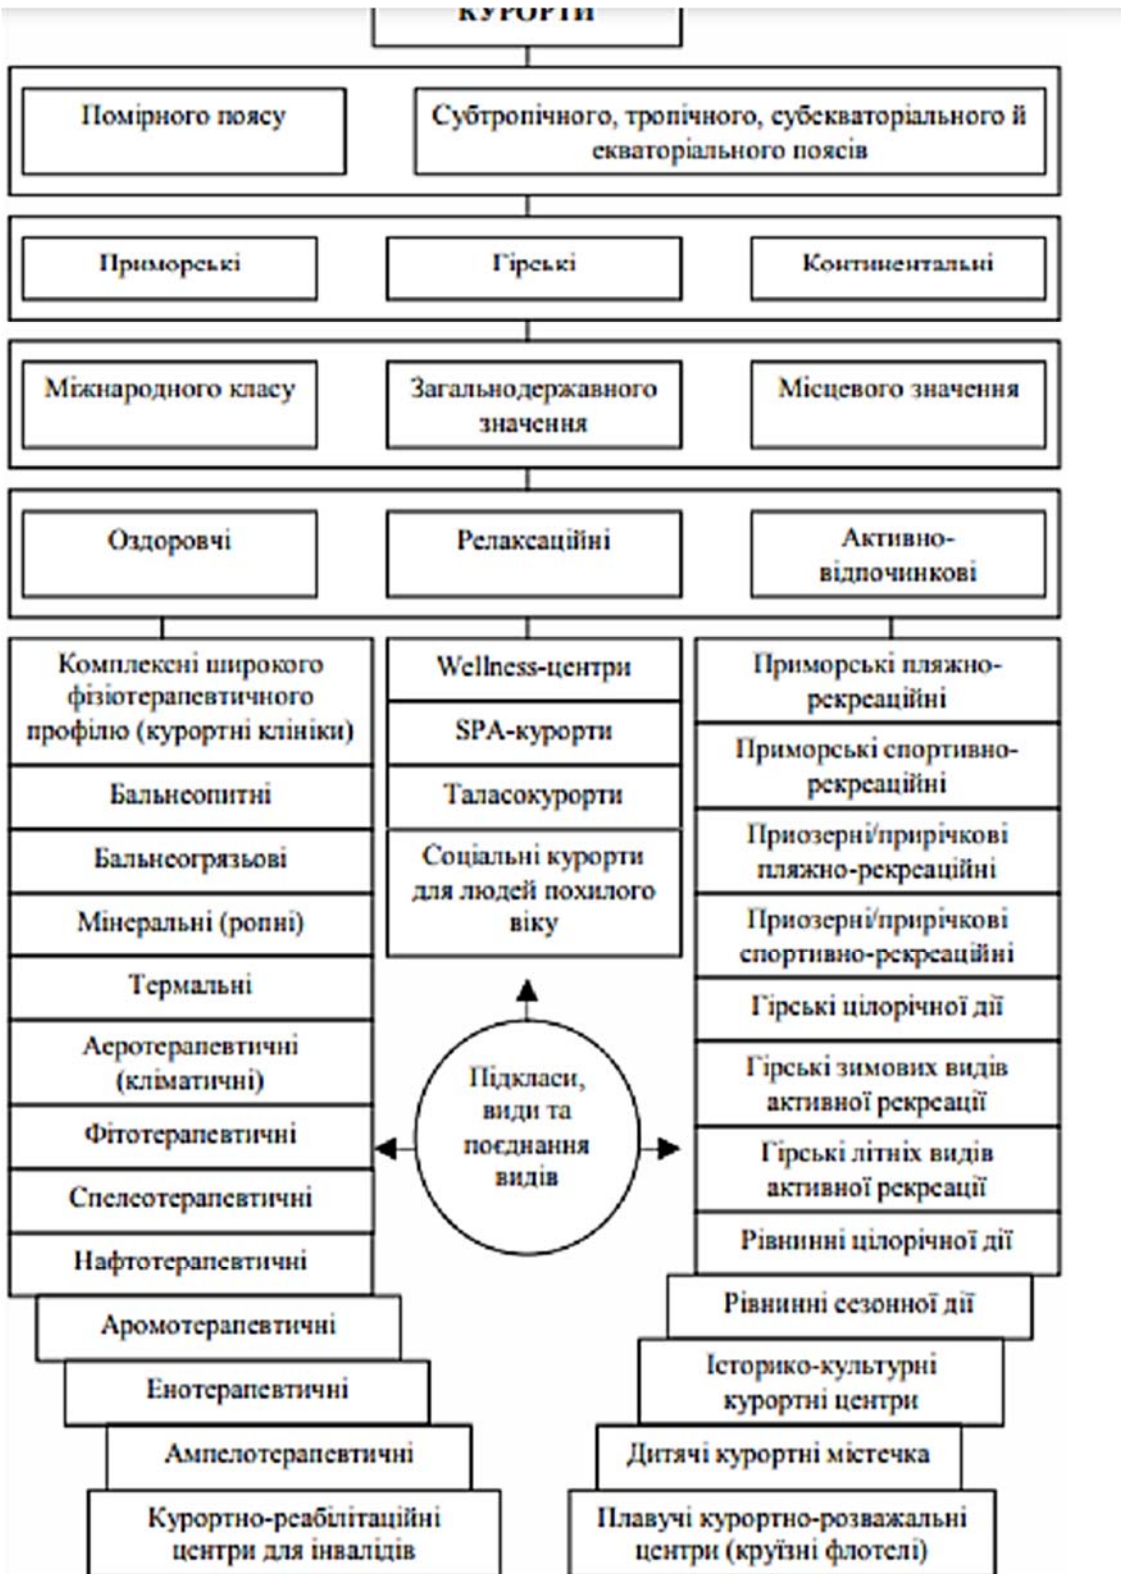 КУРОРТИ
Помірного поясу
Субтропічного, тропічного, субекваторіального й
екваторіального поясів
Приморські
Гірські
Континентальні
Міжнародного класу
Загальнодержавного
значення
Місцевого значення
Оздоровчі
Релаксаційні
Активно-
відпочинкові
Комплексні широкого
фізіотерапевтичного
профілю (курортні клініки)
Бальнеопитні
Бальнеогрязьові
Мінеральні (ропні)
Термальні
Аеротерапевтичні
(кліматичні)
Фітотерапевтичні
Спелеотерапевтичні
Нафтотерапевтичні
Аромотерапевтичні
Енотерапевтичні
Ампелотерапевтичні
Курортно-реабілітаційні
центри для інвалідів
Wellness-центри
SPA-курорти
Таласокурорти
Соціальні курорти
для людей похилого
віку
Підкласи,
види та
поєднання
видів
Приморські пляжно-
рекреаційні
Приморські спортивно-
рекреаційні
Приозерні/прирічкові
пляжно-рекреаційні
Приозерні/прирічкові
спортивно-рекреаційні
Гірські цілорічної дії
Гірські зимових видів
активної рекреації
Гірські літніх видів
активної рекреації
Рівнинні цілорічної дії
Рівнинні сезонної дії
Історико-культурні
курортні центри
Дитячі курортні містечка
Плавучі курортно-розважальні
центри (круїзні флотелі)